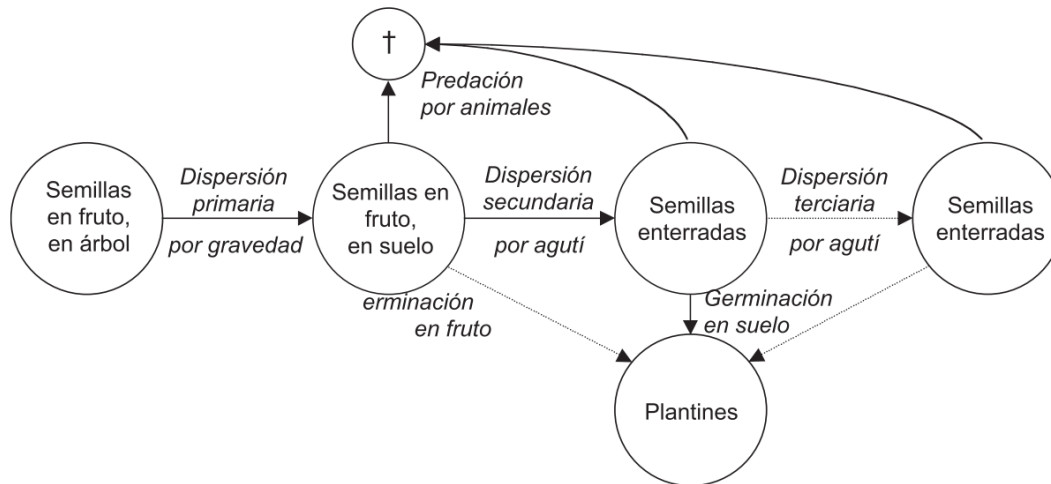 †
Predación
por animales
Semillas
en fruto,
en árbol
Dispersión
primaria
por gravedad
Semillas en
fruto,
en suelo
Dispersión
secundaria
por agutí
Semillas
enterradas
Dispersión
terciaria
por agutí
Semillas
enterradas
erminación
en fruto
Germinación
en suelo
Plantines